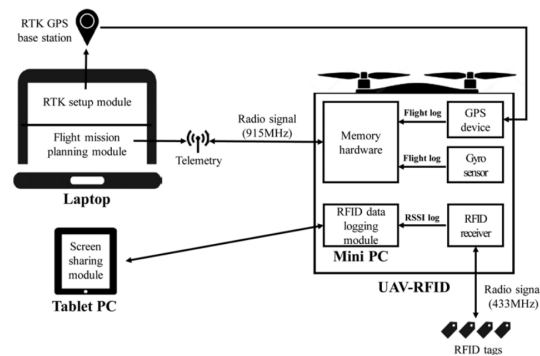 RTK GPS
base station
RTK setup module
Flight mission
planning module
Laptop
Telemetry
Radio signal
(915MHz)
Memory
hardware
Flight log
GPS
device
Flight log
Gyro
sensor
RFID data
logging
module
RSSI log
RFID
receiver
Mini PC
UAV-RFID
Screen
sharing
module
Tablet PC
Radio signa
(433MHz)
RFID tags